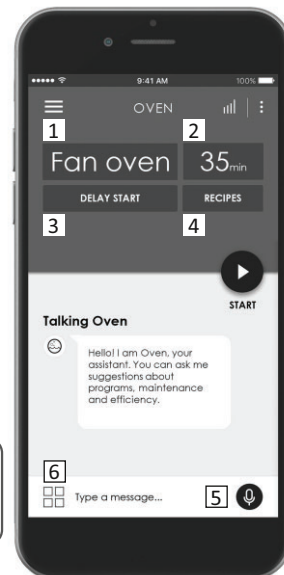 9:41 AM 100%
OVEN
1 2
Fan oven 35min
DELAY START RECIPES
3 4
START
Talking Oven
Hello! I am Oven, your
assistant. You can ask me
suggestions about
programs, maintenance
and efficiency.
6
Type a message... 5